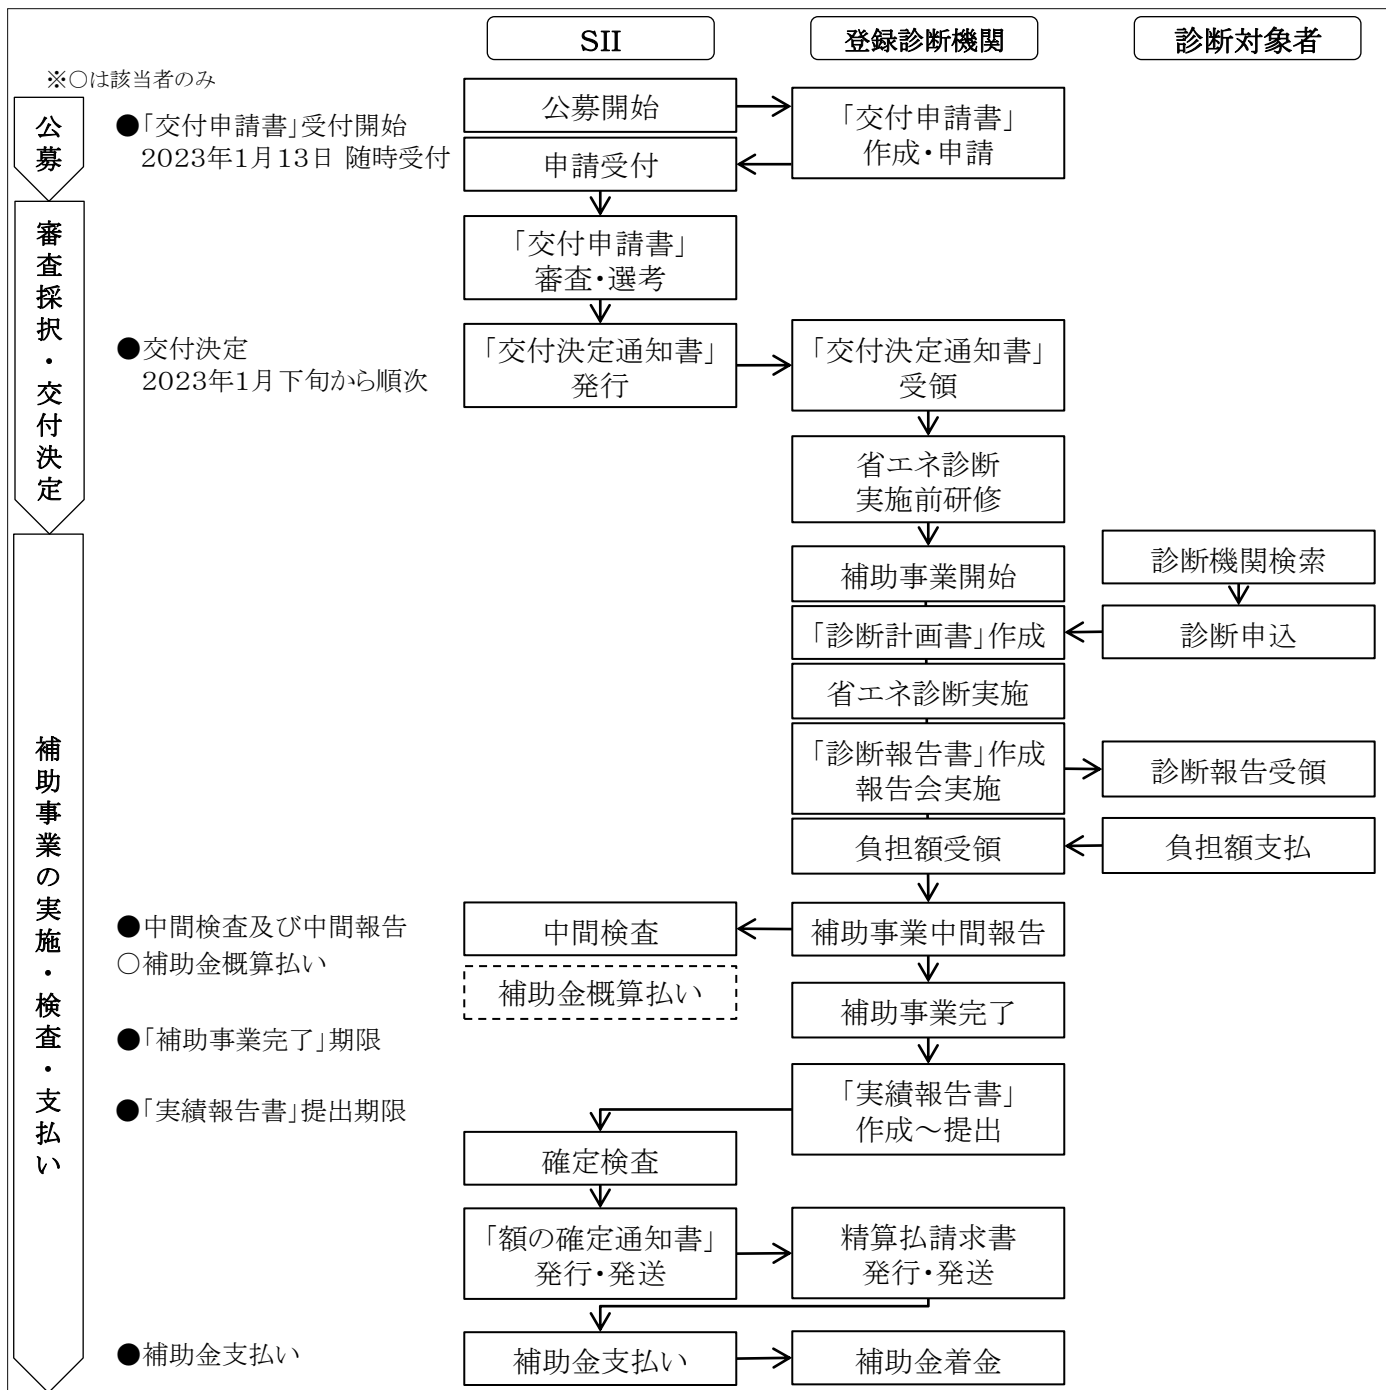 SII
登録診断機関
診断対象者
※○は該当者のみ
公募
●「交付申請書」受付開始
2023年1月13日 随時受付
公募開始
「交付申請書」
作成・申請
申請受付
審査採択・交付決定
「交付申請書」
審査・選考
●交付決定
2023年1月下旬から順次
「交付決定通知書」
発行
「交付決定通知書」
受領
省エネ診断
実施前研修
補助事業の実施・検査・支払い
補助事業開始
診断機関検索
「診断計画書」作成
診断申込
省エネ診断実施
「診断報告書」作成
報告会実施
診断報告受領
負担額受領
負担額支払
●中間検査及び中間報告
○補助金概算払い
中間検査
補助事業中間報告
補助金概算払い
補助事業完了
●「補助事業完了」期限
●「実績報告書」提出期限
「実績報告書」
作成～提出
確定検査
「額の確定通知書」
発行・発送
精算払請求書
発行・発送
●補助金支払い
補助金支払い
補助金着金